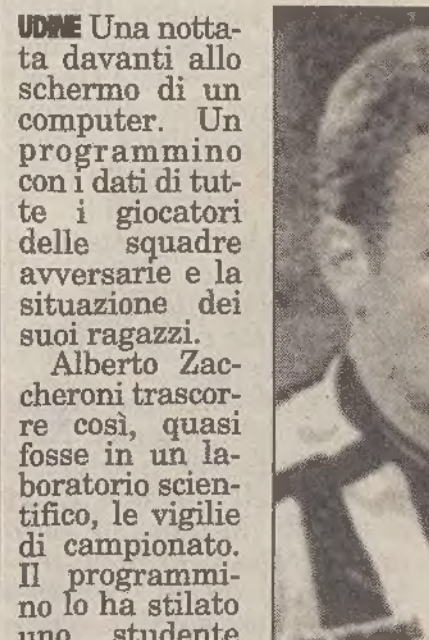 UDINE Una notta-
ta davanti allo
schermo di un
computer. Un
programmino
con i dati di tut-
te i giocatori
delle squadre
avversarie e la
situazione dei
suoi ragazzi.
Alberto Zac-
cheroni trascor-
re così, quasi
fosse in un la-
boratorio scien-
tifico, le vigilie
di campionato.
Il programmi-
no lo ha stilato
uno studente